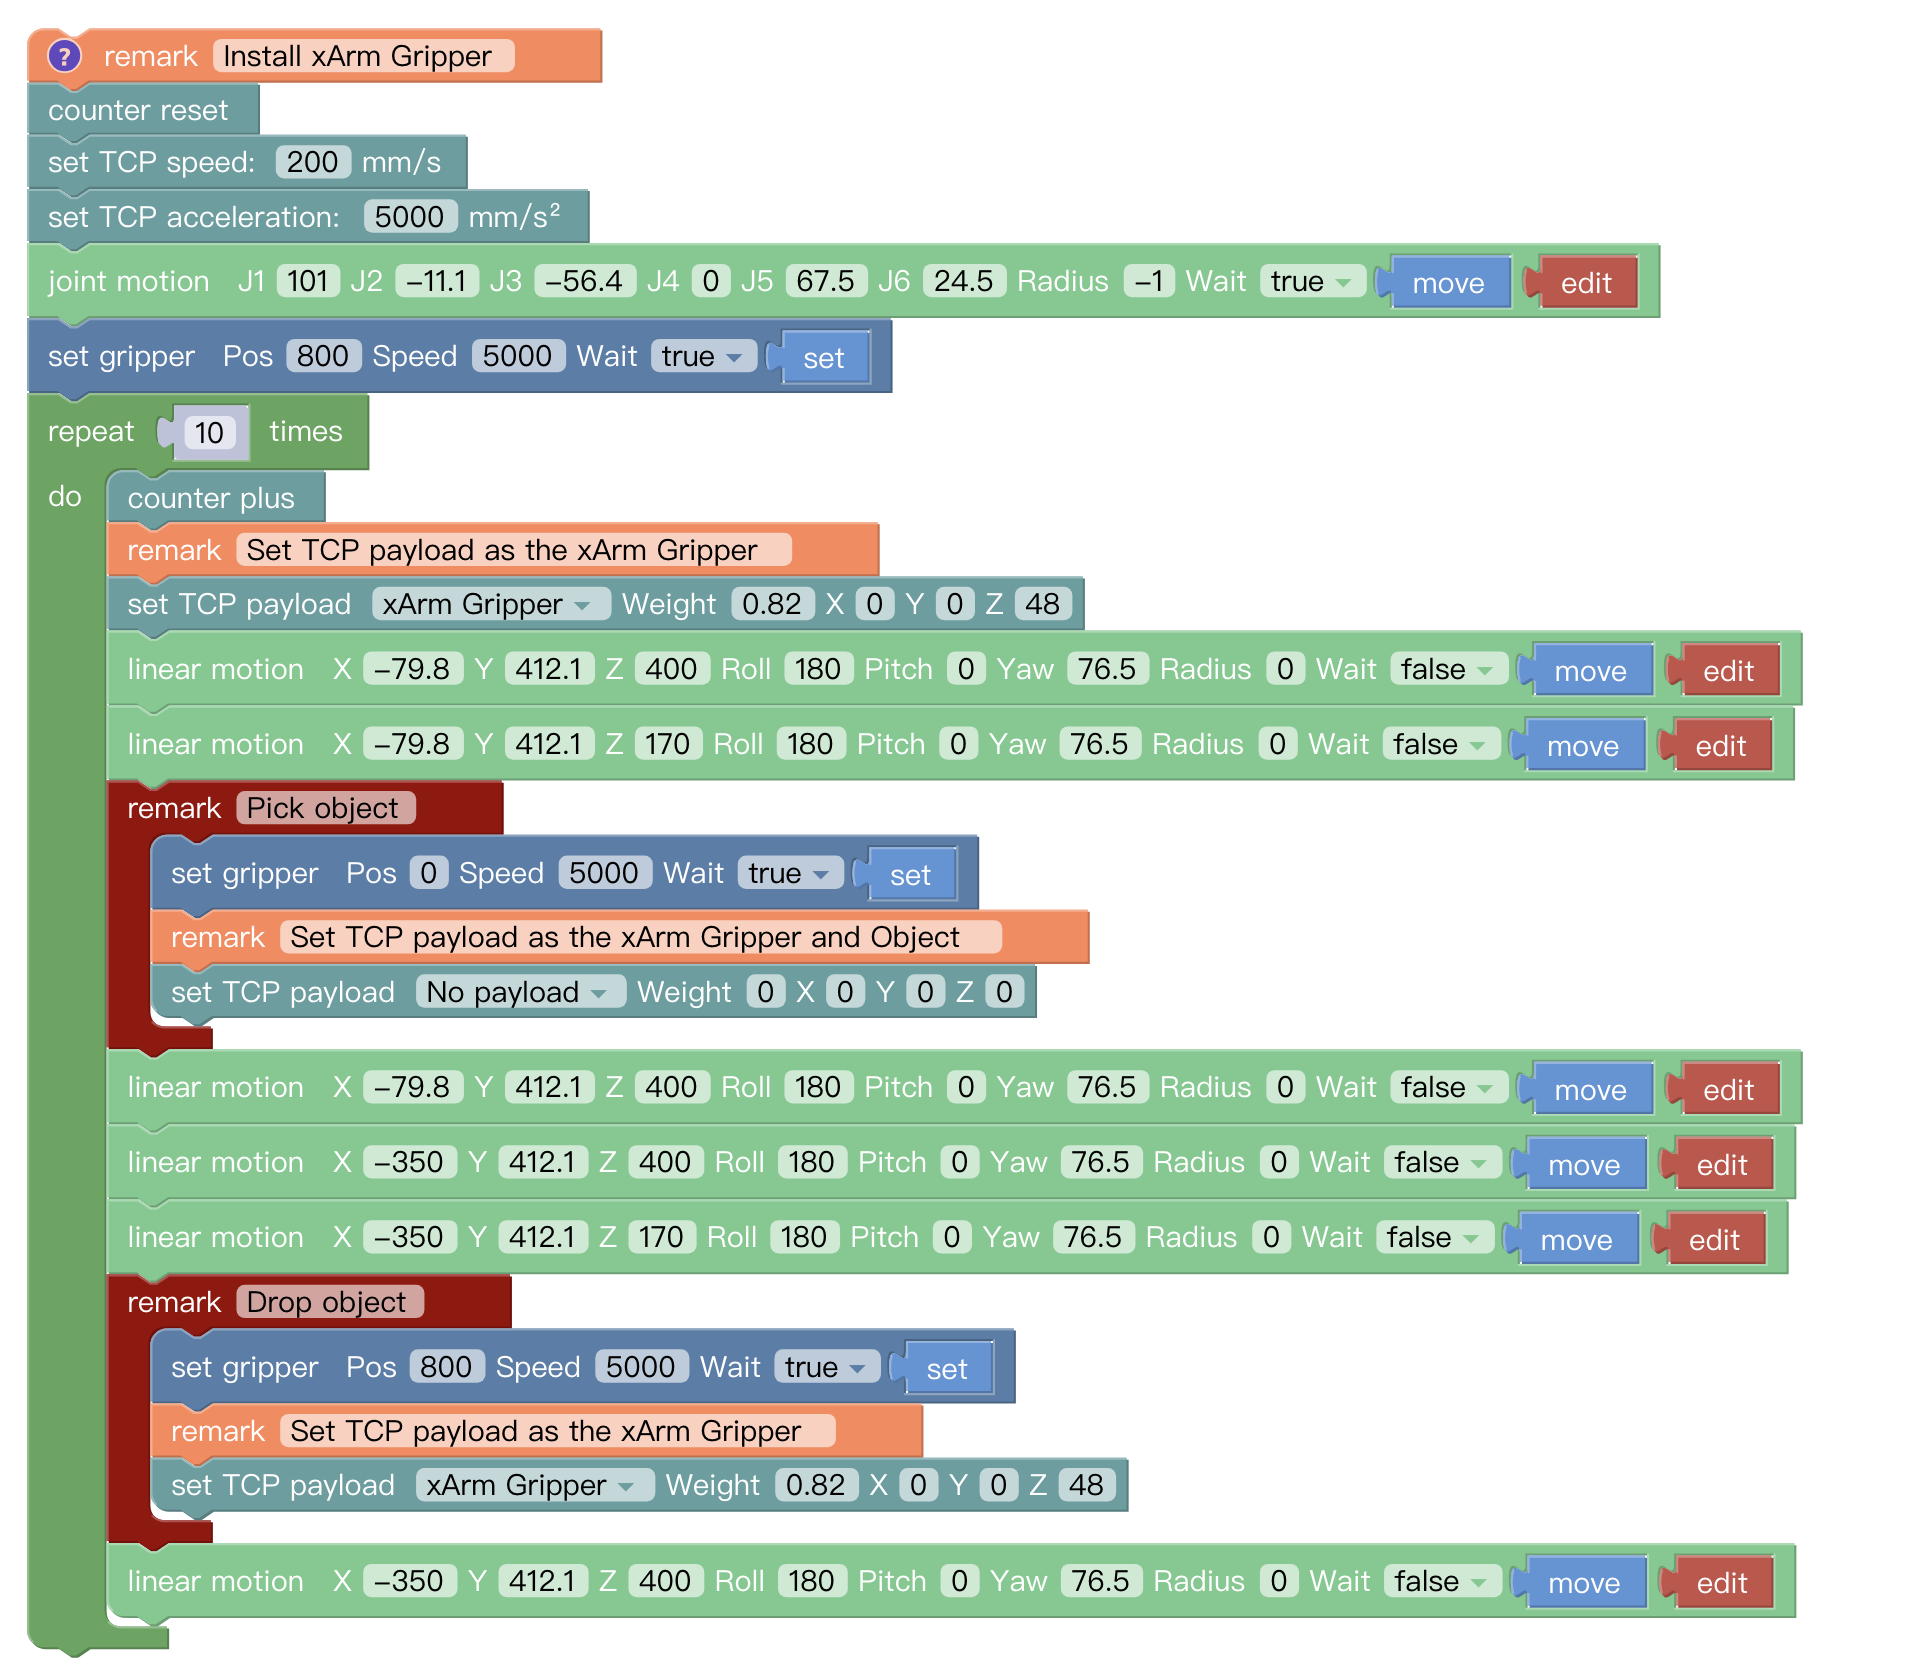 ? remark Install xArm Gripper
counter reset
set TCP speed: 200 mm/s
set TCP acceleration: 5000 mm/s²
joint motion J1 101 J2 −11.1 J3 −56.4 J4 0 J5 67.5 J6 24.5 Radius −1 Wait true move edit
set gripper Pos 800 Speed 5000 Wait true set
repeat 10 times
do counter plus
remark Set TCP payload as the xArm Gripper
set TCP payload xArm Gripper Weight 0.82 X 0 Y 0 Z 48
linear motion X −79.8 Y 412.1 Z 400 Roll 180 Pitch 0 Yaw 76.5 Radius 0 Wait false move edit
linear motion X −79.8 Y 412.1 Z 170 Roll 180 Pitch 0 Yaw 76.5 Radius 0 Wait false move edit
remark Pick object
set gripper Pos 0 Speed 5000 Wait true set
remark Set TCP payload as the xArm Gripper and Object
set TCP payload No payload Weight 0 X 0 Y 0 Z 0
linear motion X −79.8 Y 412.1 Z 400 Roll 180 Pitch 0 Yaw 76.5 Radius 0 Wait false move edit
linear motion X −350 Y 412.1 Z 400 Roll 180 Pitch 0 Yaw 76.5 Radius 0 Wait false move edit
linear motion X −350 Y 412.1 Z 170 Roll 180 Pitch 0 Yaw 76.5 Radius 0 Wait false move edit
remark Drop object
set gripper Pos 800 Speed 5000 Wait true set
remark Set TCP payload as the xArm Gripper
set TCP payload xArm Gripper Weight 0.82 X 0 Y 0 Z 48
linear motion X −350 Y 412.1 Z 400 Roll 180 Pitch 0 Yaw 76.5 Radius 0 Wait false move edit